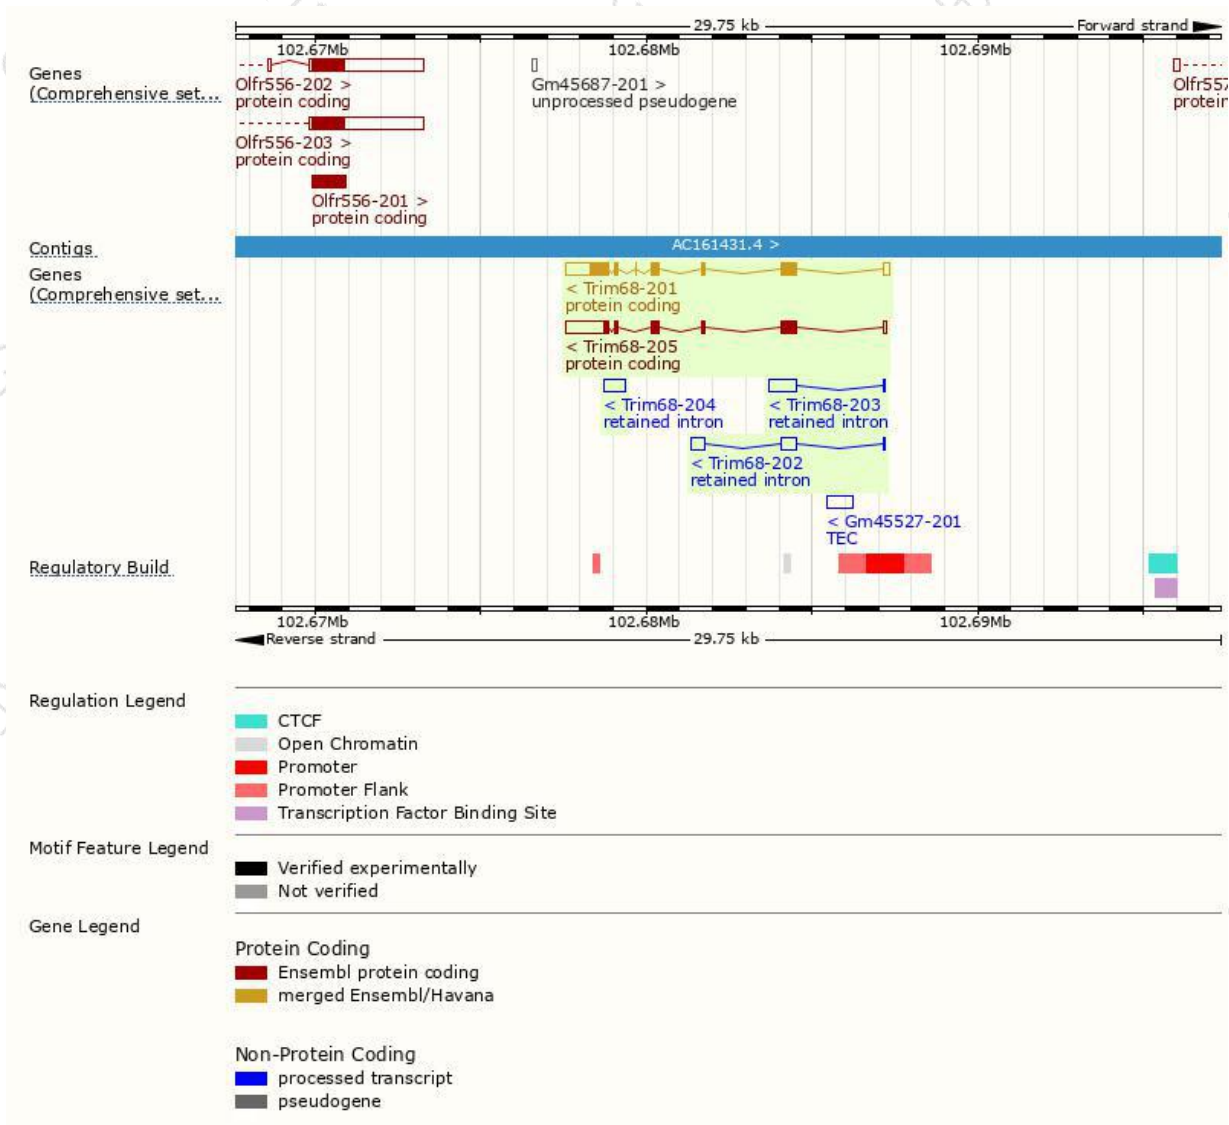 29.75 kb
Forward strand
102.67Mb 102.68Mb 102.69Mb
Genes
(Comprehensive set...
Olfr556-202 >
protein coding
Gm45687-201 >
unprocessed pseudogene
Olfr557
protein
Olfr556-203 >
protein coding
Olfr556-201 >
protein coding
Contigs
AC161431.4 >
Genes
(Comprehensive set...
< Trim68-201
protein coding
< Trim68-205
protein coding
< Trim68-204
retained intron
< Trim68-203
retained intron
< Trim68-202
retained intron
< Gm45527-201
TEC
Regulatory Build
102.67Mb 102.68Mb 102.69Mb
Reverse strand
29.75 kb
Regulation Legend
CTCF
Open Chromatin
Promoter
Promoter Flank
Transcription Factor Binding Site
Motif Feature Legend
Verified experimentally
Not verified
Gene Legend
Protein Coding
Ensembl protein coding
merged Ensembl/Havana
Non-Protein Coding
processed transcript
pseudogene